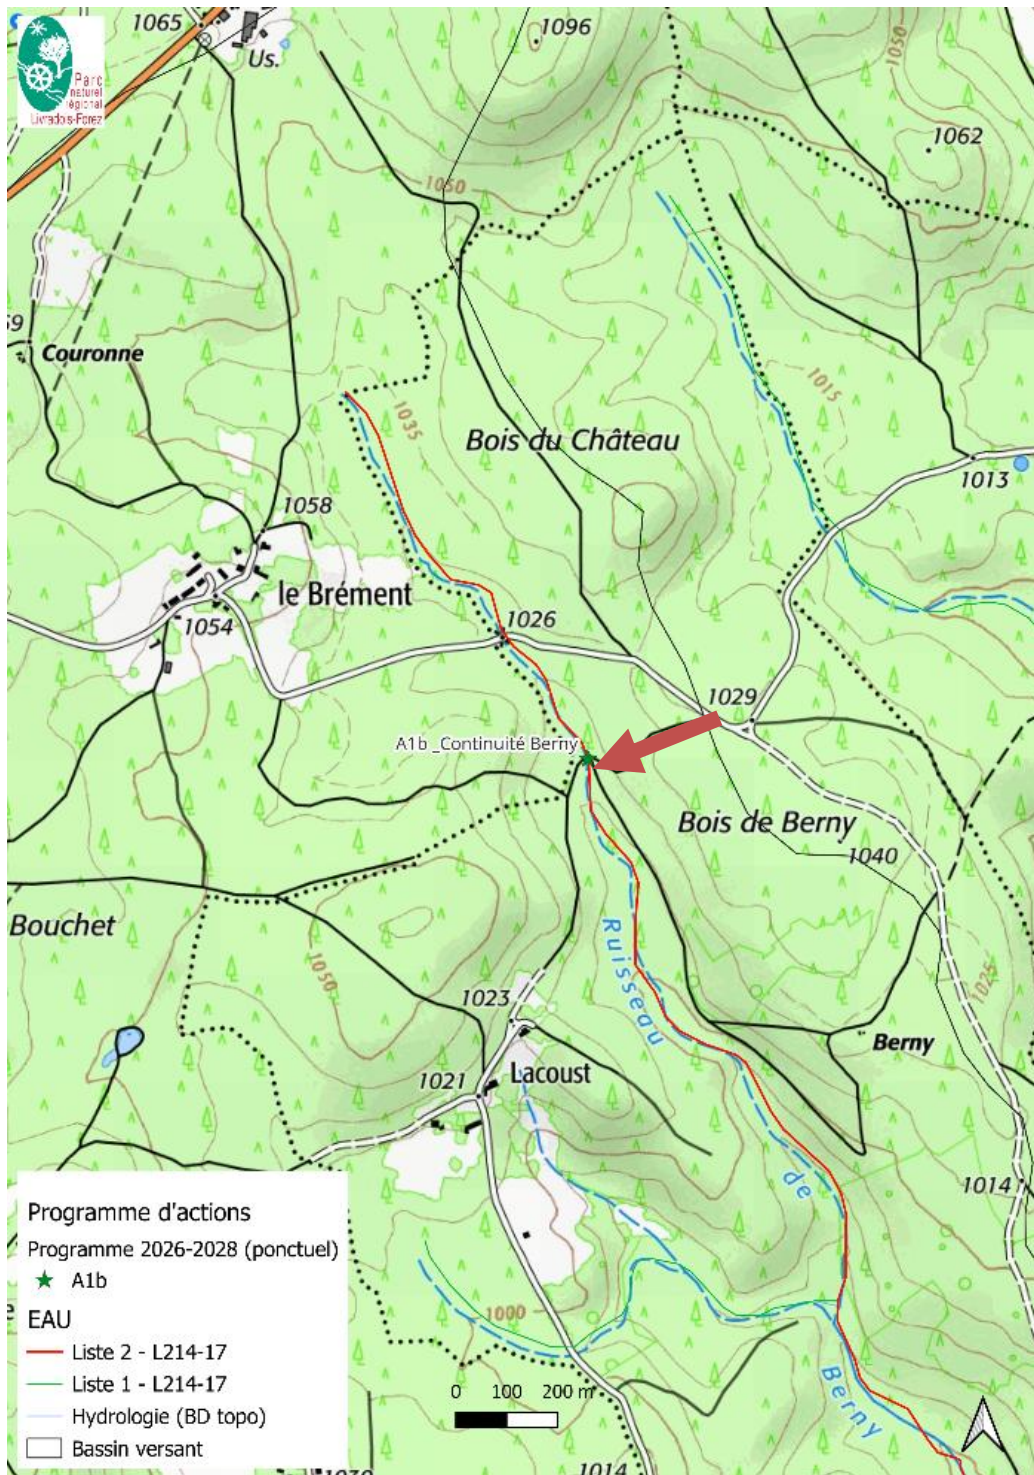 1065
Us.
1096
1050
1062
Parc
naturel
régional
Livradois-Forez
1050
59
Couronne
1035
1015
Bois du Château
1013
1058
le Brément
1054
1026
1029
A1b _Continuité Berny
Bois de Berny
1040
Bouchet
1050
Ruisseau
1025
1023
Berny
Lacoust
1021
de
1014
Programme d'actions
Programme 2026-2028 (ponctuel)
A1b
EAU
Liste 2 - L214-17
Liste 1 - L214-17
Hydrologie (BD topo)
Bassin versant
1000
0 100 200 m
Berny
1030
1014